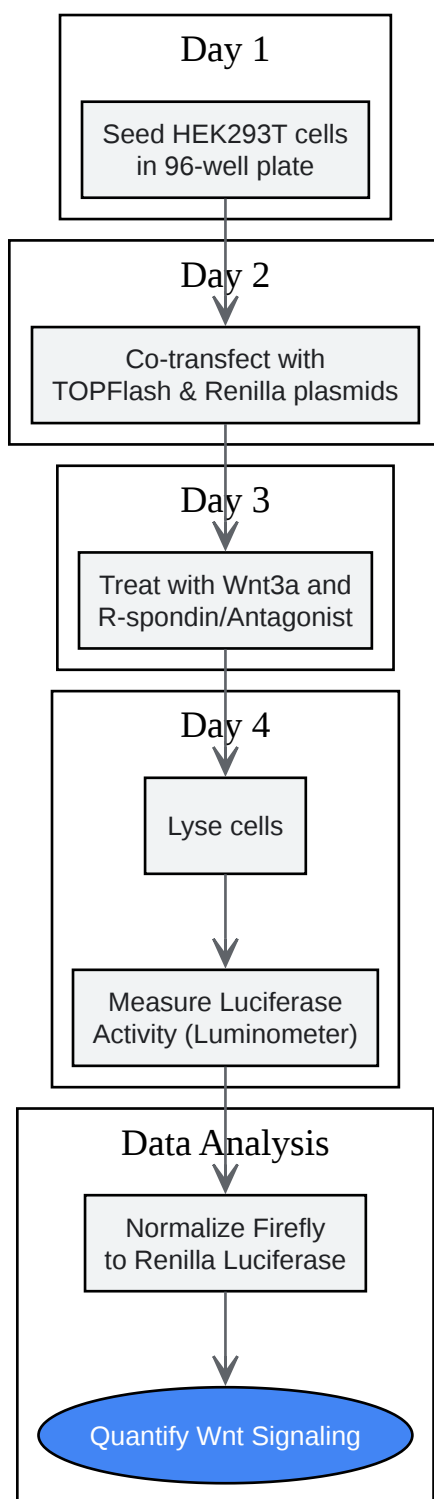 Day 1
Seed HEK293T cells
in 96-well plate
Day 2
Co-transfect with
TOPFlash & Renilla plasmids
Day 3
Treat with Wnt3a and
R-spondin/Antagonist
Day 4
Lyse cells
Measure Luciferase
Activity (Luminometer)
Data Analysis
Normalize Firefly
to Renilla Luciferase
Quantify Wnt Signaling